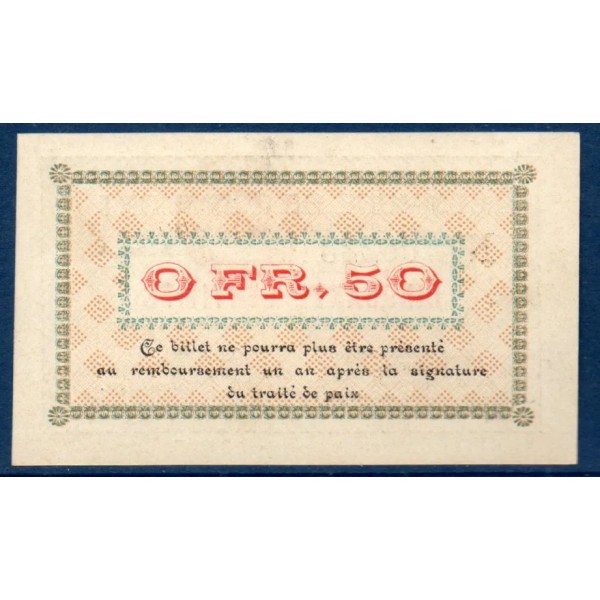 0 FR. 50
Ce billet ne pourra plus être présenté
au remboursement un an après la signature
du traité de paix